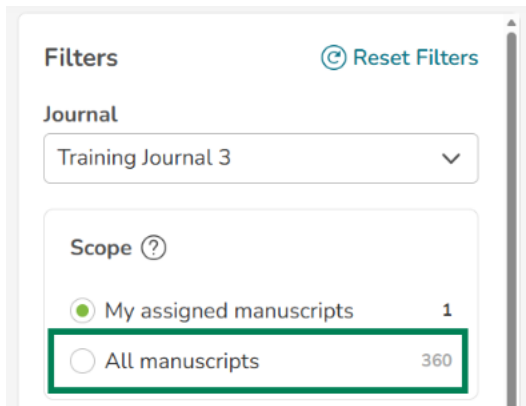 Filters
Reset Filters
Journal
Training Journal 3
Scope ?
My assigned manuscripts 1
All manuscripts 360